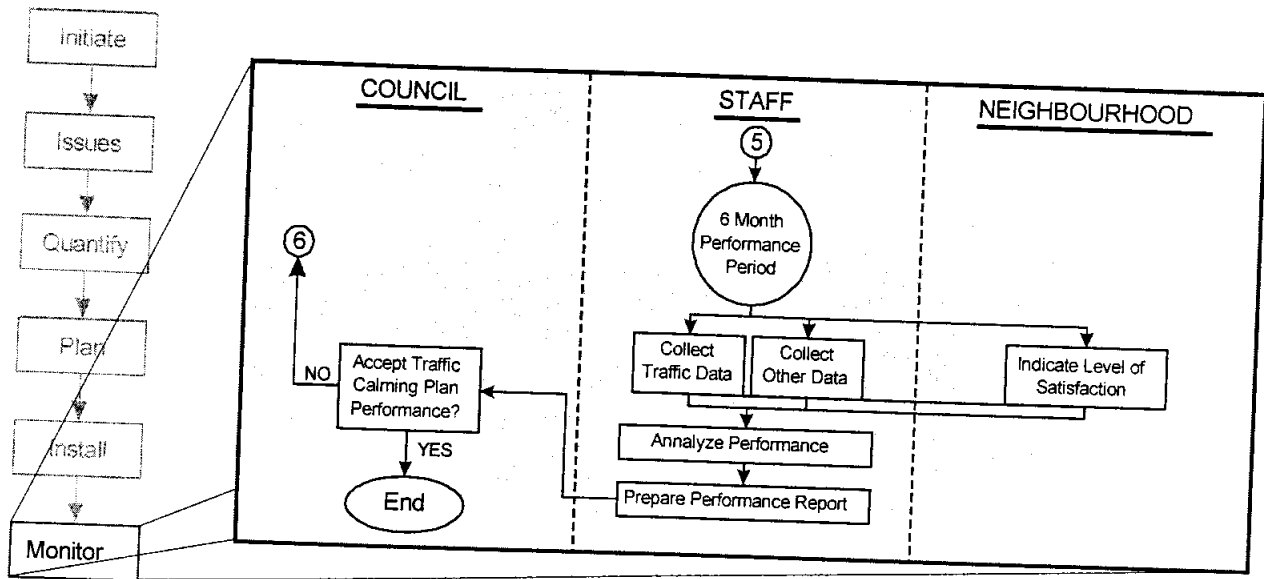 Initiate
Issues
Quantify
Plan
Install
Monitor
COUNCIL
STAFF
NEIGHBOURHOOD
5
6 Month
Performance
Period
6
Collect
Traffic Data
Collect
Other Data
Indicate Level of
Satisfaction
NO
Accept Traffic
Calming Plan
Performance?
YES
End
Annalyze Performance
Prepare Performance Report